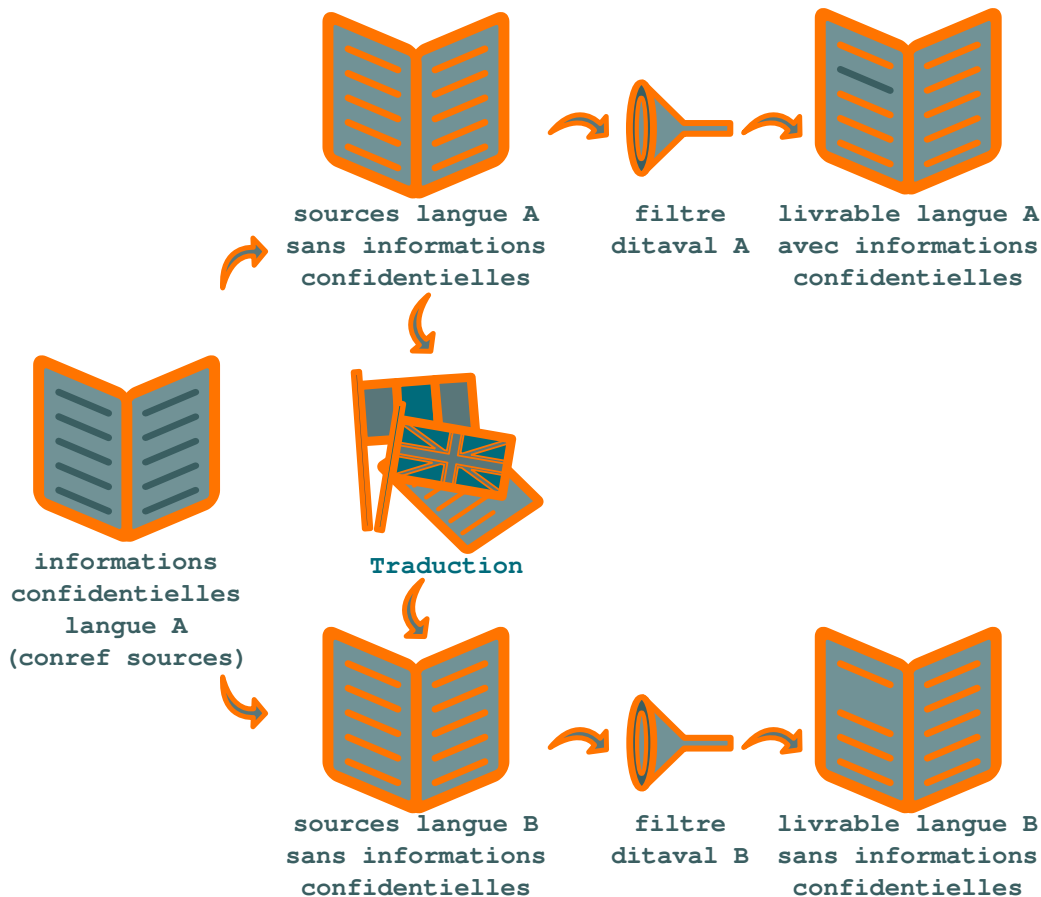 sources langue A
sans informations
confidentielles
filtre
ditaval A
livrable langue A
avec informations
confidentielles
informations
confidentielles
langue A
(conref sources)
Traduction
sources langue B
sans informations
confidentielles
filtre
ditaval B
livrable langue B
sans informations
confidentielles